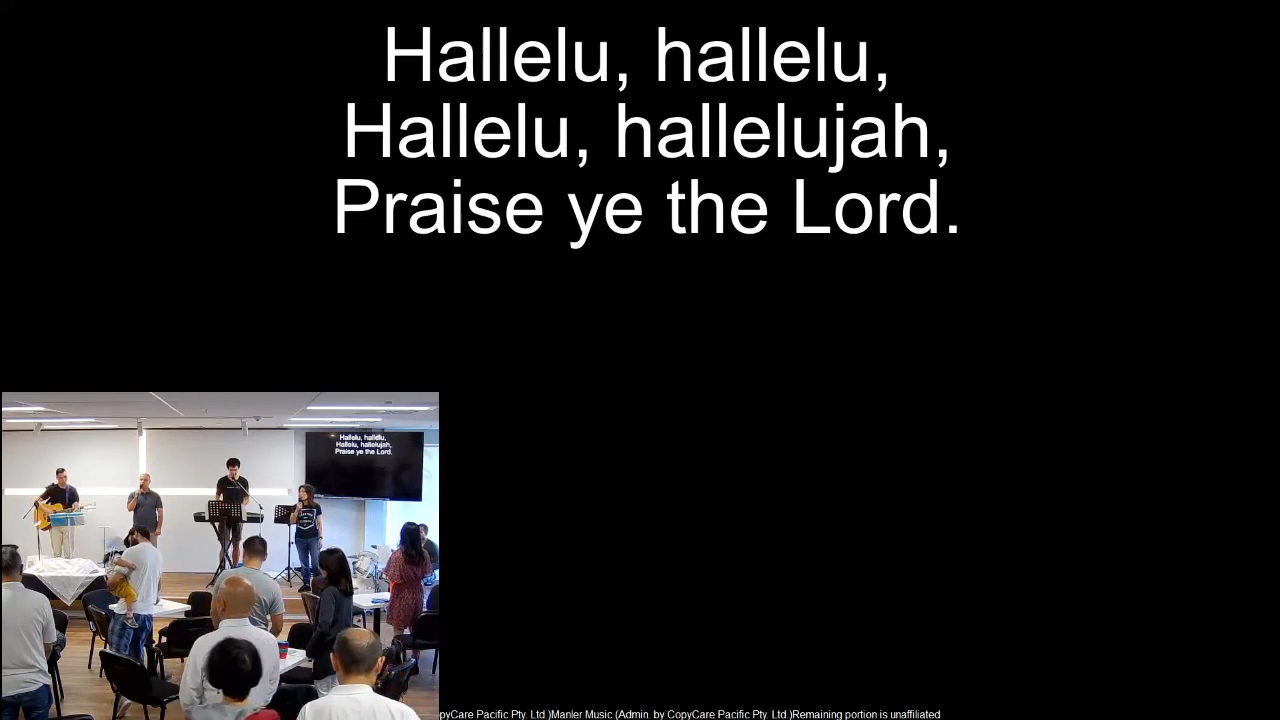 Hallelu, hallelu,
Hallelu, hallelujah,
Praise ye the Lord.
Hallelu, hallelu,
Hallelu, hallelujah,
Praise ye the Lord.
pyCare Pacific Pty. Ltd.)Manler Music (Admin. by CopyCare Pacific Pty. Ltd.)Remaining portion is unaffiliated